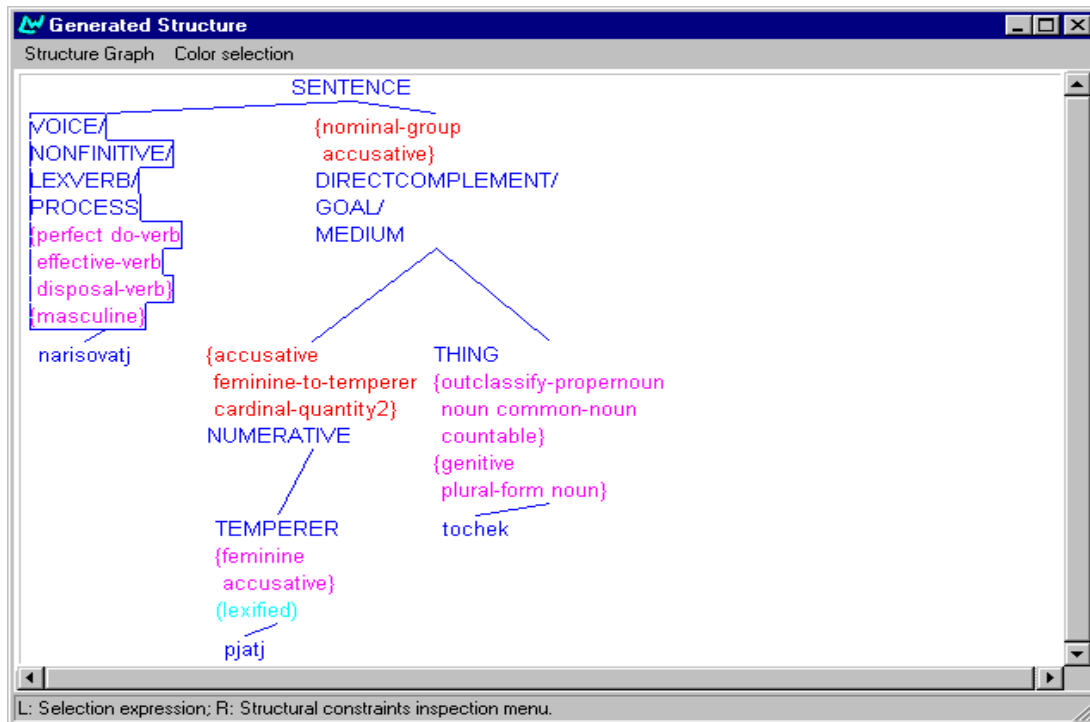 Generated Structure
Structure Graph Color selection
SENTENCE
VOICE/
NONFINITIVE/
LEXVERB/
PROCESS
{perfect do-verb
effective-verb
disposal-verb}
{masculine}
narisovatj
{nominal-group
accusative}
DIRECTCOMPLEMENT/
GOAL/
MEDIUM
{accusative
feminine-to-temperer
cardinal-quantity2}
NUMERATIVE
TEMPERER
{feminine
accusative}
(lexified)
pjatj
THING
{outclassify-propernoun
noun common-noun
countable}
{genitive
plural-form noun}
tochek
L: Selection expression; R: Structural constraints inspection menu.